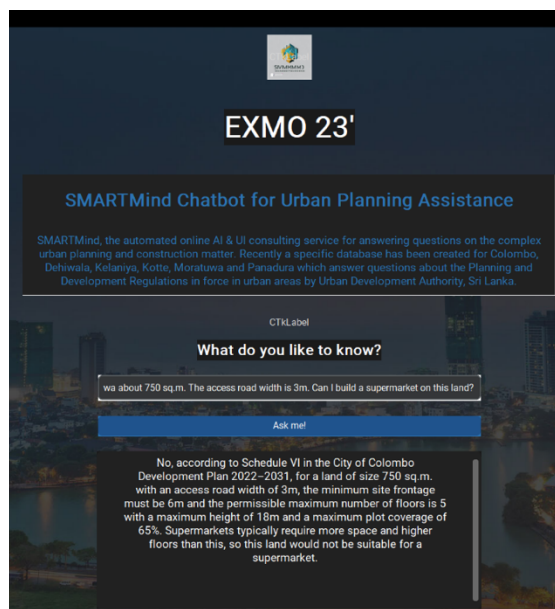 EXMO 23'
SMARTMind Chatbot for Urban Planning Assistance
SMARTMind, the automated online AI & UI consulting service for answering questions on the complex
urban planning and construction matter. Recently a specific database has been created for Colombo,
Dehiwala, Kelaniya, Kotte, Moratuwa and Panadura which answer questions about the Planning and
Development Regulations in force in urban areas by Urban Development Authority, Sri Lanka.
CTkLabel
What do you like to know?
wa about 750 sq.m. The access road width is 3m. Can I build a supermarket on this land?
Ask me!
No, according to Schedule VI in the City of Colombo
Development Plan 2022–2031, for a land of size 750 sq.m.
with an access road width of 3m, the minimum site frontage
must be 6m and the permissible maximum number of floors is 5
with a maximum height of 18m and a maximum plot coverage of
65%. Supermarkets typically require more space and higher
floors than this, so this land would not be suitable for a
supermarket.